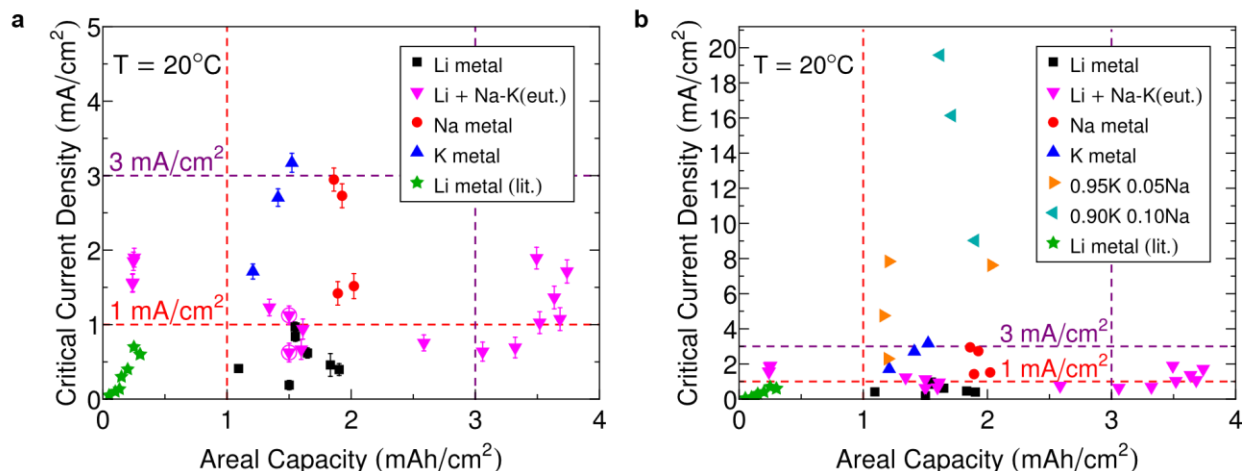 a
Critical Current Density (mA/cm²)
5
4
3
2
1
0
T = 20°C
Li metal
Li + Na-K(eut.)
Na metal
K metal
Li metal (lit.)
3 mA/cm²
1 mA/cm²
0 1 2 3 4
Areal Capacity (mAh/cm²)
b
Critical Current Density (mA/cm²)
20
18
16
14
12
10
8
6
4
2
0
T = 20°C
Li metal
Li + Na-K(eut.)
Na metal
K metal
0.95K 0.05Na
0.90K 0.10Na
Li metal (lit.)
3 mA/cm²
1 mA/cm²
0 1 2 3 4
Areal Capacity (mAh/cm²)